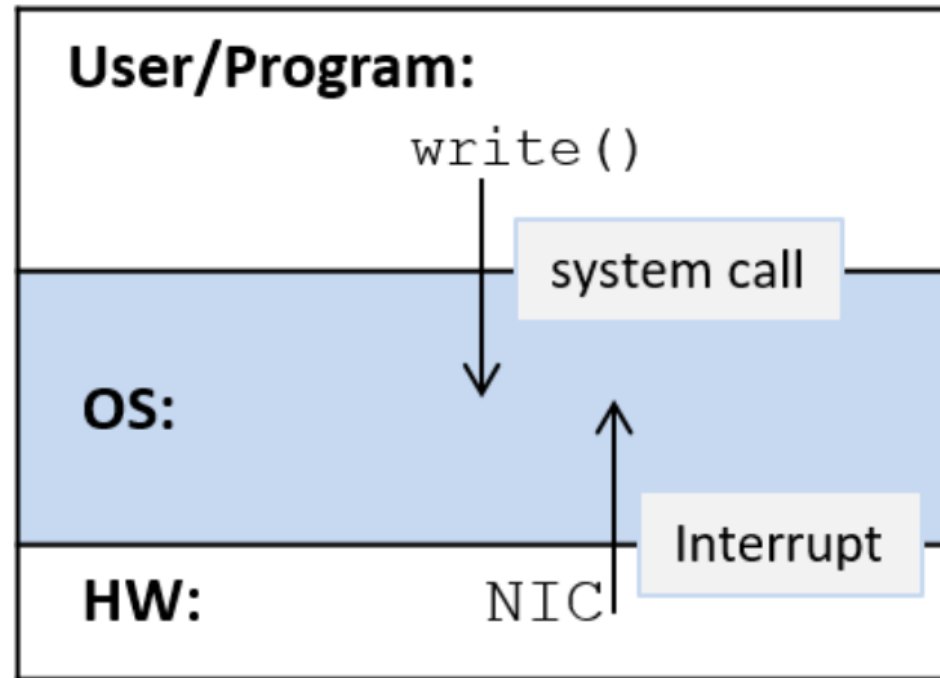 User/Program:
write()
system call
OS:
Interrupt
HW:
NIC